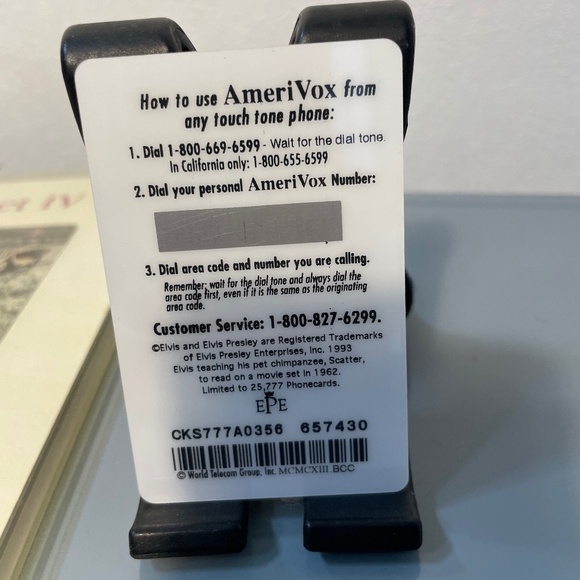 How to use AmeriVox from
any touch tone phone:
1. Dial 1-800-669-6599 - Wait for the dial tone.
In California only: 1-800-655-6599
2. Dial your personal AmeriVox Number:
3. Dial area code and number you are calling.
Remember: wait for the dial tone and always dial the
area code first, even if it is the same as the originating
area code.
Customer Service: 1-800-827-6299.
©Elvis and Elvis Presley are Registered Trademarks
of Elvis Presley Enterprises, Inc. 1993
Elvis teaching his pet chimpanzee, Scatter,
to read on a movie set in 1962.
Limited to 25,777 Phonecards.
EPE
CKS777A0356 657430
© World Telecom Group, Inc. MCMCXIII BCC
IV